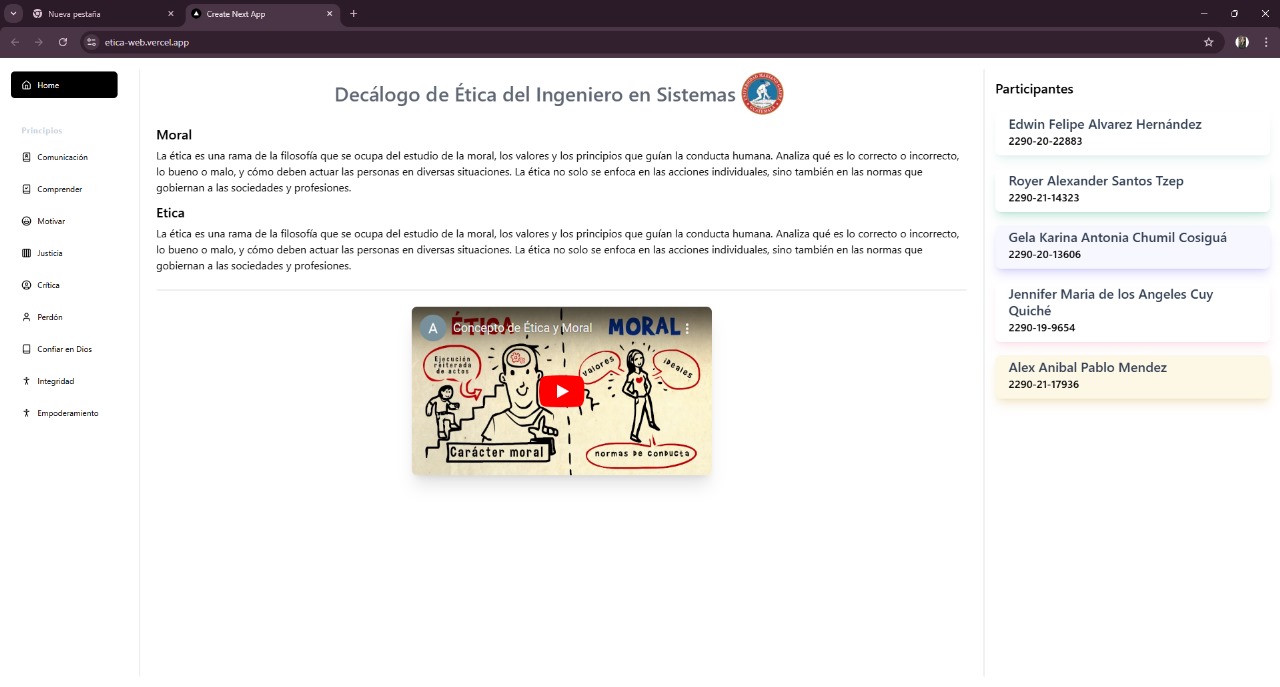 Nueva pestaña
Create Next App
etica-web.vercel.app
Home
Principios
Comunicación
Comprender
Motivar
Justicia
Crítica
Perdón
Confiar en Dios
Integridad
Empoderamiento
Decálogo de Ética del Ingeniero en Sistemas
Moral
La ética es una rama de la filosofía que se ocupa del estudio de la moral, los valores y los principios que guían la conducta humana. Analiza qué es lo correcto o incorrecto,
lo bueno o malo, y cómo deben actuar las personas en diversas situaciones. La ética no solo se enfoca en las acciones individuales, sino también en las normas que
gobiernan a las sociedades y profesiones.
Etica
La ética es una rama de la filosofía que se ocupa del estudio de la moral, los valores y los principios que guían la conducta humana. Analiza qué es lo correcto o incorrecto,
lo bueno o malo, y cómo deben actuar las personas en diversas situaciones. La ética no solo se enfoca en las acciones individuales, sino también en las normas que
gobiernan a las sociedades y profesiones.
A
Concepto de Ética y Moral
ÉTICA
MORAL
Ejecución
reiterada
de actos
valores
ideales
Carácter moral
normas de conducta
Participantes
Edwin Felipe Alvarez Hernández
2290-20-22883
Royer Alexander Santos Tzep
2290-21-14323
Gela Karina Antonia Chumil Cosiguá
2290-20-13606
Jennifer Maria de los Angeles Cuy
Quiché
2290-19-9654
Alex Anibal Pablo Mendez
2290-21-17936